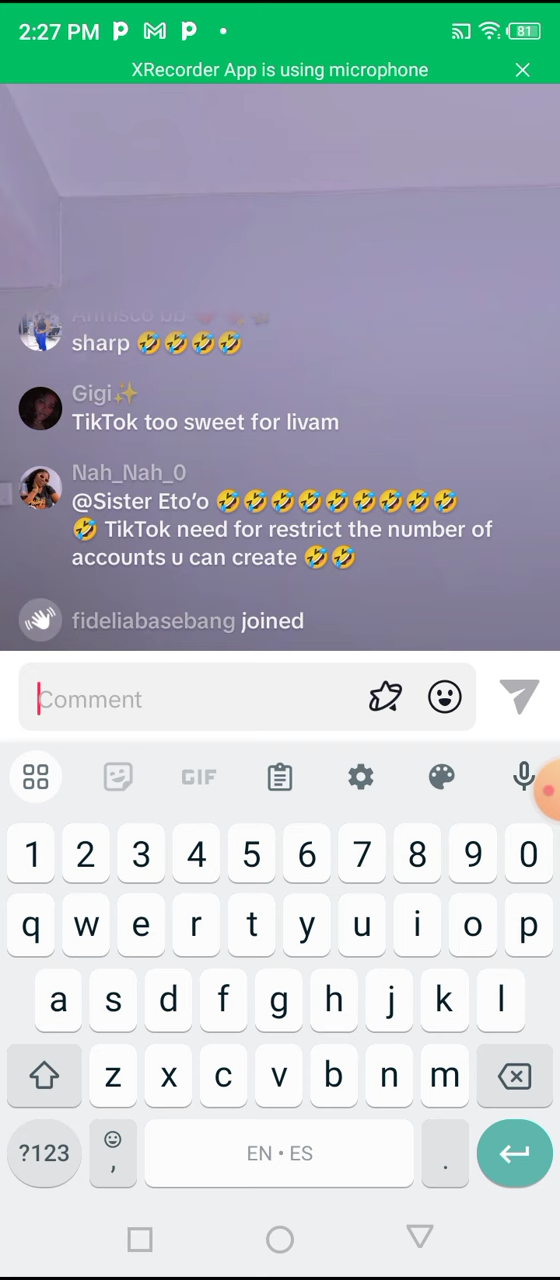 2:27 PM
81
XRecorder App is using microphone
sharp 🤣🤣🤣🤣
Gigi✨
TikTok too sweet for livam
Nah_Nah_0
@Sister Eto’o 🤣🤣🤣🤣🤣🤣🤣🤣🤣
🤣 TikTok need for restrict the number of
accounts u can create 🤣🤣
fideliabasebang joined
Comment
GIF
1 2 3 4 5 6 7 8 9 0
q w e r t y u i o p
a s d f g h j k l
z x c v b n m
?123 , EN • ES .